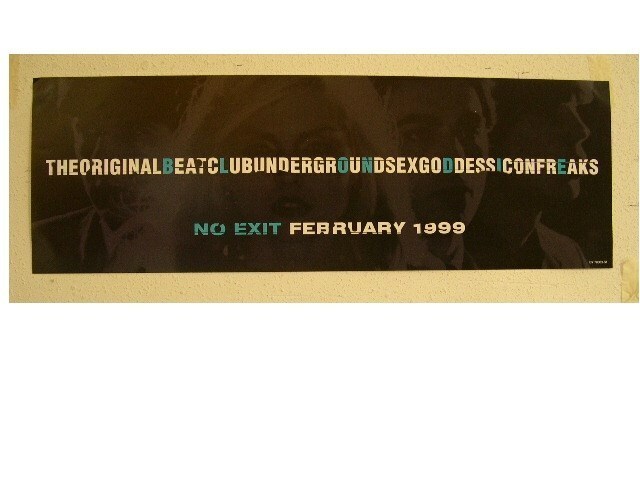 THEORIGINALBEATCLUBUNDERGROUNDSEXGODDESSICONFREAKS
NO EXIT FEBRUARY 1999